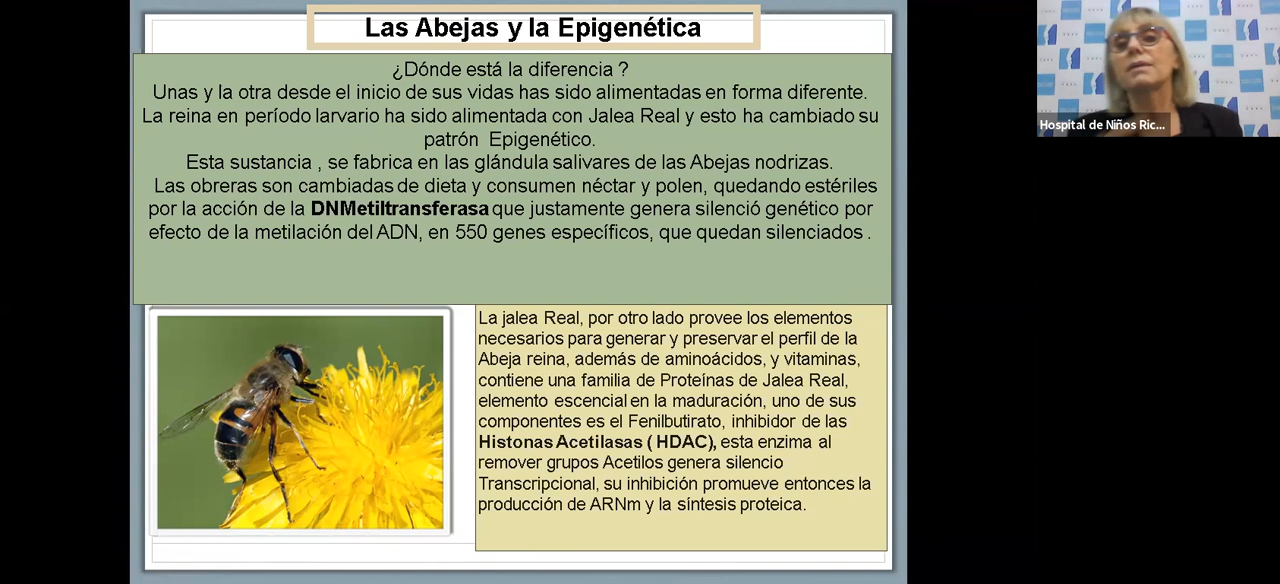 Las Abejas y la Epigenética
¿Dónde está la diferencia ?
Unas y la otra desde el inicio de sus vidas has sido alimentadas en forma diferente.
La reina en período larvario ha sido alimentada con Jalea Real y esto ha cambiado su
patrón Epigenético.
Esta sustancia , se fabrica en las glándula salivares de las Abejas nodrizas.
Las obreras son cambiadas de dieta y consumen néctar y polen, quedando estériles
por la acción de la DNMetiltransferasa que justamente genera silenció genético por
efecto de la metilación del ADN, en 550 genes específicos, que quedan silenciados .
La jalea Real, por otro lado provee los elementos
necesarios para generar y preservar el perfil de la
Abeja reina, además de aminoácidos, y vitaminas,
contiene una familia de Proteínas de Jalea Real,
elemento escencial en la maduración, uno de sus
componentes es el Fenilbutirato, inhibidor de las
Histonas Acetilasas ( HDAC), esta enzima al
remover grupos Acetilos genera silencio
Transcripcional, su inhibición promueve entonces la
producción de ARNm y la síntesis proteica.
Hospital de Niños Ric...